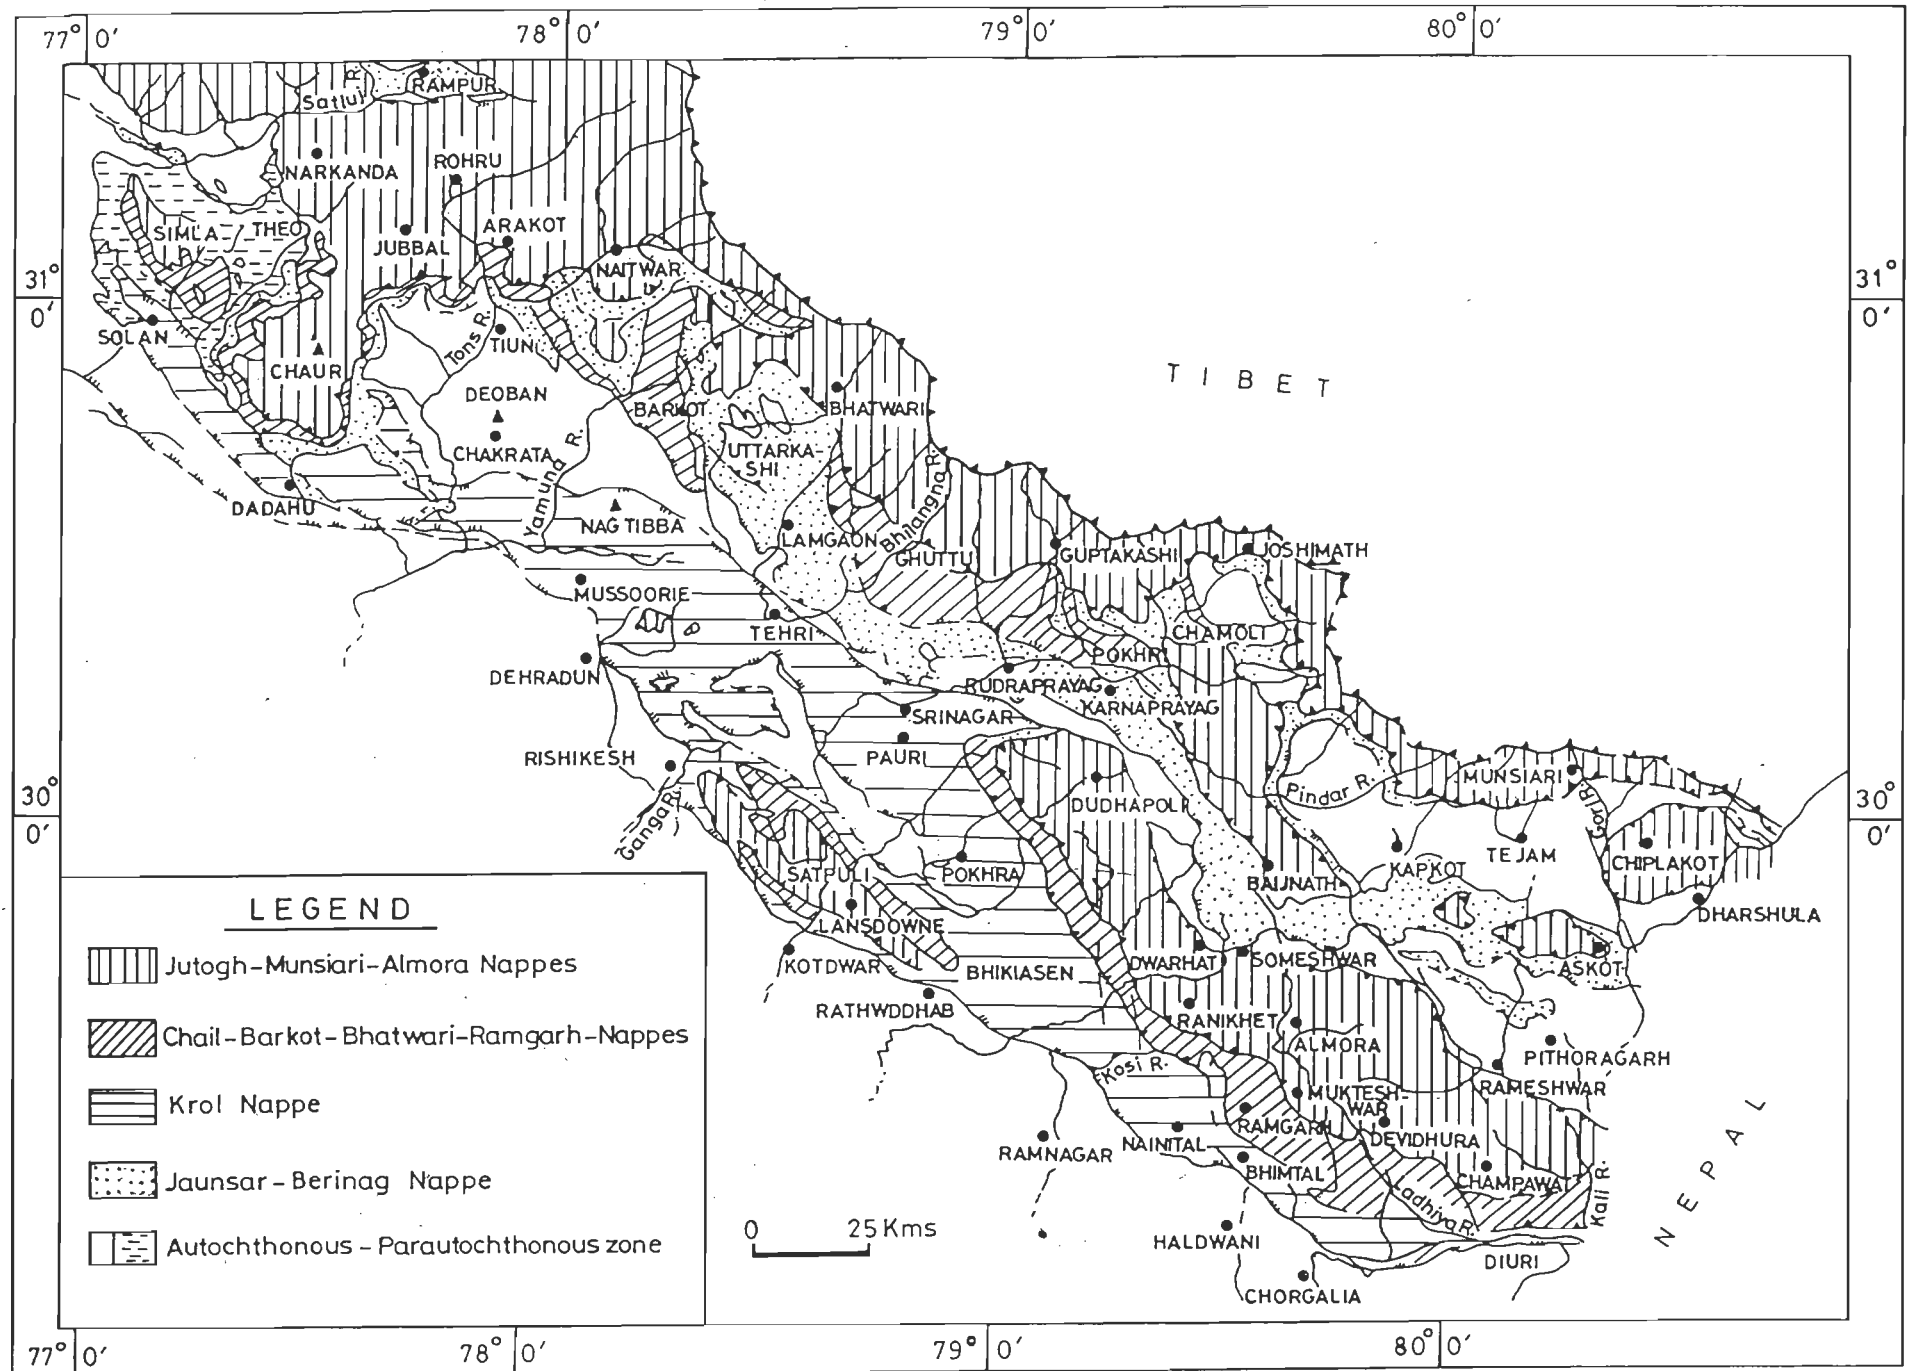 77° 0′
78° 0′
79° 0′
80° 0′
Satluj R.
RAMPUR
NARKANDA
ROHRU
SIMLA
THEO
JUBBAL
ARAKOT
NAITWAR
31°
0′
31°
0′
SOLAN
Tons R.
TIUNI
CHAUR
TIBET
DEOBAN
BARKOT
BHATWARI
CHAKRATA
Yamuna R.
UTTARKA-
SHI
DADAHU
NAG TIBBA
LAMGAON
Bhilangna R.
GHUTTU
GUPTAKASHI
JOSHIMATH
MUSSOORIE
TEHRI
CHAMOLI
POKHRI
DEHRADUN
RUDRAPRAYAG
KARNAPRAYAG
SRINAGAR
RISHIKESH
PAURI
Pindar R.
MUNSIARI
30°
0′
DUDHAPOLI
Gori R.
30°
0′
Ganga R.
TEJAM
CHIPLAKOT
SATPULI
POKHRA
BAIJNATH
KAPKOT
DHARSHULA
LANSDOWNE
KOTDWAR
BHIKIASEN
DWARHAT
SOMESHWAR
ASKOT
RATHWDDHAB
RANIKHET
ALMORA
PITHORAGARH
Kosi R.
RAMESHWAR
MUKTESH-
WAR
RAMGARH
DEVIDHURA
RAMNAGAR
NAINITAL
BHIMTAL
CHAMPAWAT
Ladhiya R.
Kali R.
NEPAL
HALDWANI
DIURI
CHORGALIA
LEGEND
Jutogh-Munsiari-Almora Nappes
Chail-Barkot-Bhatwari-Ramgarh-Nappes
Krol Nappe
Jaunsar-Berinag Nappe
Autochthonous-Parautochthonous zone
0 25 Kms
77° 0′
78° 0′
79° 0′
80° 0′